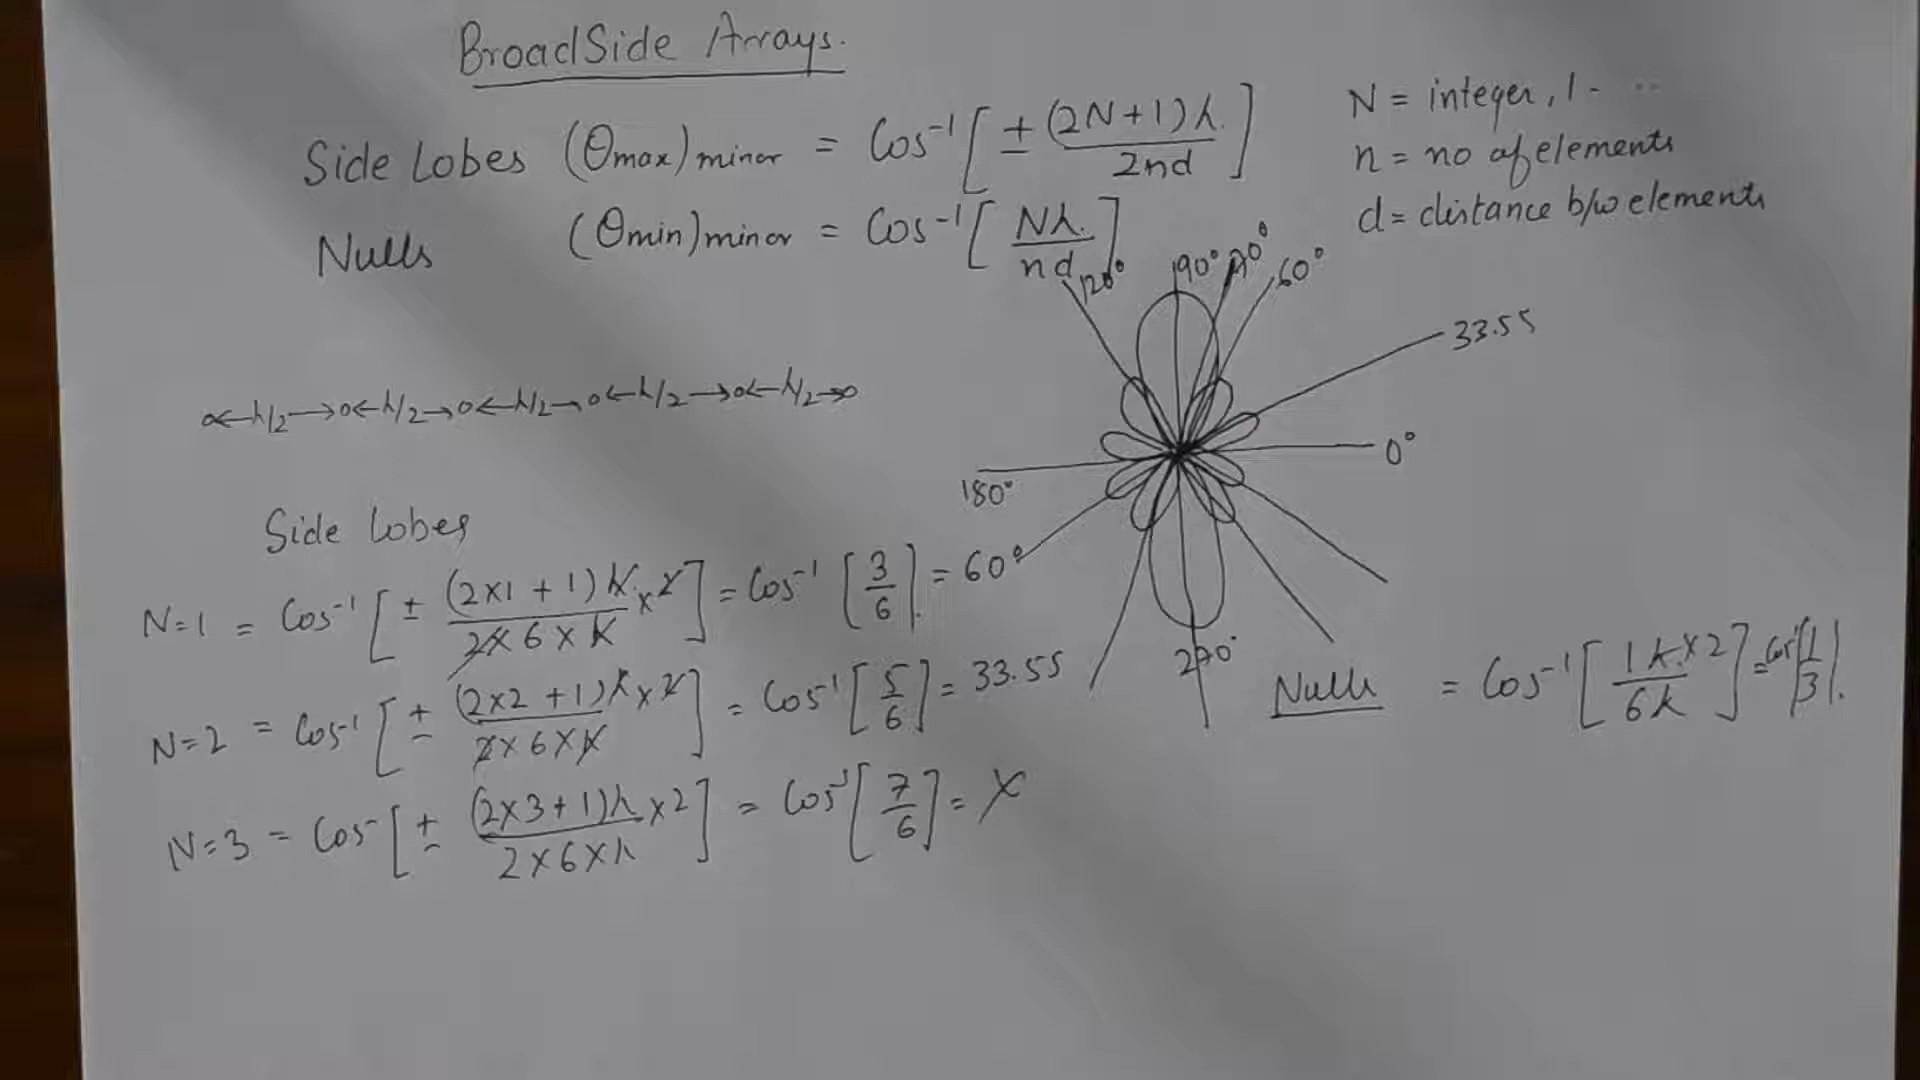 BroadSide Arrays.
Side Lobes (θmax)minor = Cos⁻¹[± (2N+1)λ / 2nd]
Nulls (θmin)minor = Cos⁻¹[Nλ / nd]
N = integer, 1 - ...
n = no of elements
d = distance b/w elements
λ/2 λ/2 λ/2 λ/2 λ/2
120° 90° 70° 60°
33.55
0°
180°
270°
Side lobes
N=1 = Cos⁻¹[± (2×1+1)λ×2 / 2×6×λ] = Cos⁻¹[3/6] = 60°
N=2 = Cos⁻¹[± (2×2+1)λ×2 / 2×6×λ] = Cos⁻¹[5/6] = 33.55
N=3 = Cos⁻[± (2×3+1)λ×2 / 2×6×λ] = Cos⁻¹[7/6] = X
Nulls = Cos⁻¹[1λ×2 / 6λ] = Cos⁻¹[1/3].